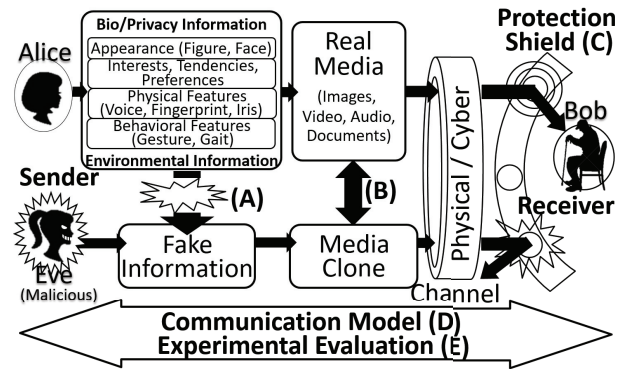 Protection
Shield (C)
Alice
Bio/Privacy Information
Appearance (Figure, Face)
Interests, Tendencies,
Preferences
Physical Features
(Voice, Fingerprint, Iris)
Behavioral Features
(Gesture, Gait)
Environmental Information
Real
Media
(Images,
Video, Audio,
Documents)
Physical / Cyber
Bob
Sender
(A)
(B)
Receiver
Eve
(Malicious)
Fake
Information
Media
Clone
Channel
Communication Model (D)
Experimental Evaluation (E)